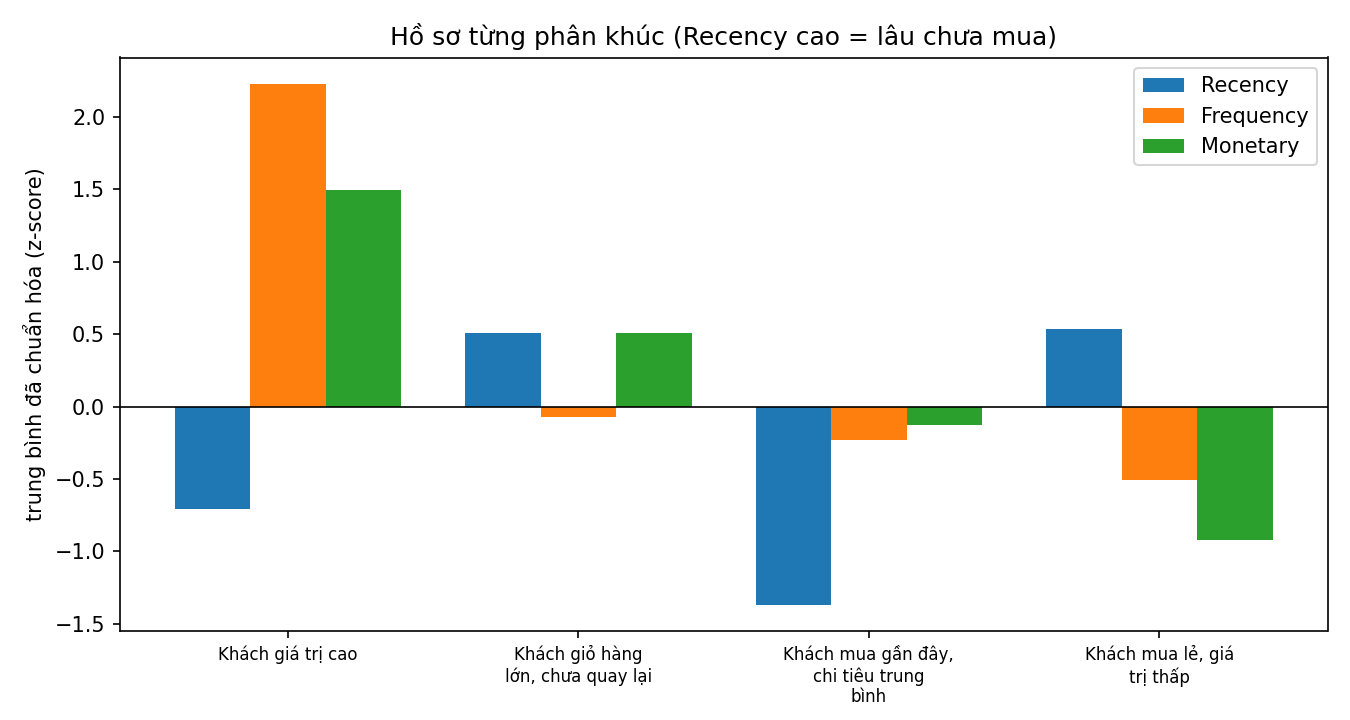 Hồ sơ từng phân khúc (Recency cao = lâu chưa mua)
Recency
Frequency
Monetary
trung bình đã chuẩn hóa (z-score)
2.0
1.5
1.0
0.5
0.0
−0.5
−1.0
−1.5
Khách giá trị cao
Khách giỏ hàng
lớn, chưa quay lại
Khách mua gần đây,
chi tiêu trung
bình
Khách mua lẻ, giá
trị thấp